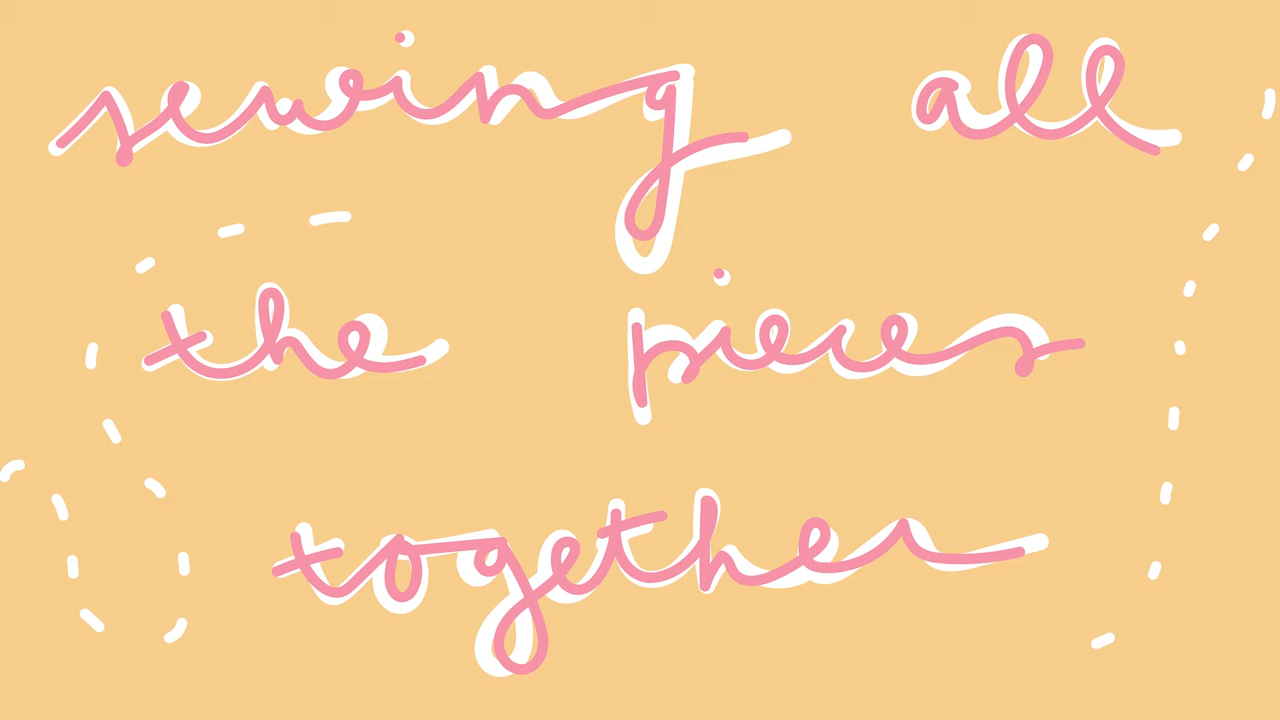 sewing all
the pieces
together